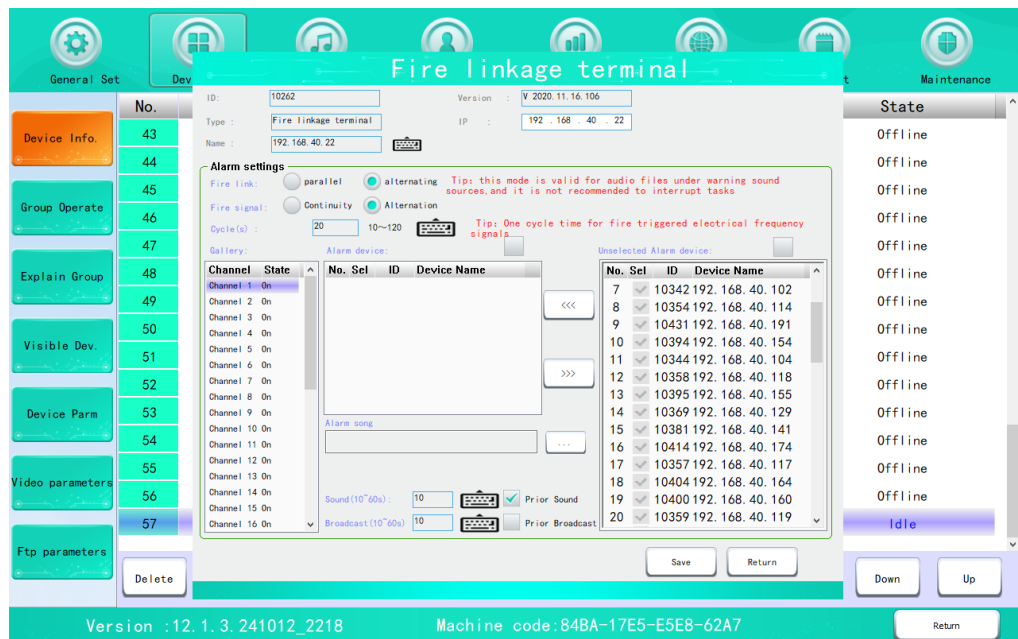 Fire linkage terminal
General Set
Dev
t
Maintenance
No.
State
Device Info.
Group Operate
Explain Group
Visible Dev.
Device Parm
Video parameters
Ftp parameters
43 Offline
44 Offline
45 Offline
46 Offline
47 Offline
48 Offline
49 Offline
50 Offline
51 Offline
52 Offline
53 Offline
54 Offline
55 Offline
56 Offline
57 Idle
ID: 10262 Version : V 2020.11.16.106
Type : Fire linkage terminal IP : 192 .168 . 40 . 22
Name : 192.168.40.22
Alarm settings
Fire link: parallel alternating Tip: this mode is valid for audio files under warning sound
sources,and it is not recommended to interrupt tasks
Fire signal: Continuity Alternation
Cycle(s) : 20 10~120 Tip: One cycle time for fire triggered electrical frequency
signals
Gallery: Alarm device: Unselected Alarm device:
Channel State
Channel 1 On
Channel 2 On
Channel 3 On
Channel 4 On
Channel 5 On
Channel 6 On
Channel 7 On
Channel 8 On
Channel 9 On
Channel 10 On
Channel 11 On
Channel 12 On
Channel 13 On
Channel 14 On
Channel 15 On
Channel 16 On
No. Sel ID Device Name
<<<
>>>
Alarm song
...
Sound(10~60s): 10 Prior Sound
Broadcast(10~60s) 10 Prior Broadcast
No. Sel ID Device Name
7 10342 192.168.40.102
8 10354 192.168.40.114
9 10431 192.168.40.191
10 10394 192.168.40.154
11 10344 192.168.40.104
12 10358 192.168.40.118
13 10395 192.168.40.155
14 10369 192.168.40.129
15 10381 192.168.40.141
16 10414 192.168.40.174
17 10357 192.168.40.117
18 10404 192.168.40.164
19 10400 192.168.40.160
20 10359 192.168.40.119
Save Return
Delete Down Up
Version :12.1.3.241012_2218 Machine code:84BA-17E5-E5E8-62A7 Return